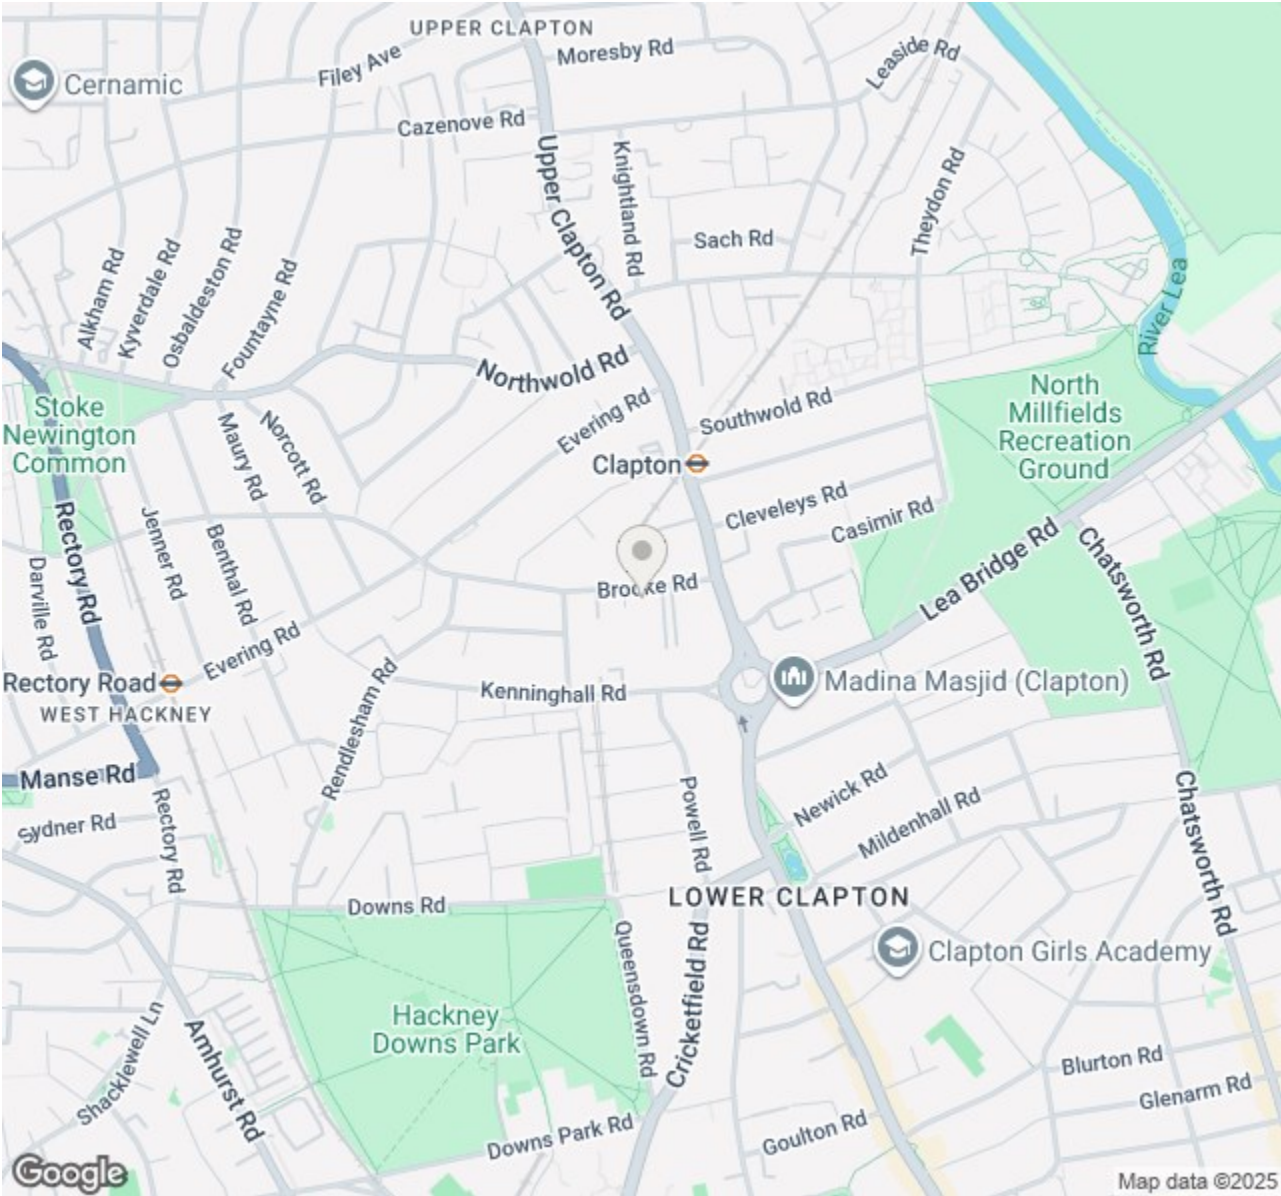 UPPER CLAPTON
Moresby Rd
Leaside Rd
Filey Ave
Cernamic
Cazenove Rd
Upper Clapton Rd
Knightland Rd
Theydon Rd
Sach Rd
Alkham Rd
Kyverdale Rd
Osbaldeston Rd
Fountayne Rd
River Lea
Northwold Rd
Evering Rd
Southwold Rd
North
Millfields
Recreation
Ground
Stoke
Newington
Common
Maury Rd
Norcott Rd
Clapton
Cleveleys Rd
Casimir Rd
Rectory Rd
Jenner Rd
Benthal Rd
Darville Rd
Brooke Rd
Lea Bridge Rd
Chatsworth Rd
Evering Rd
Rectory Road
WEST HACKNEY
Rendlesham Rd
Kenninghall Rd
Madina Masjid (Clapton)
Manse Rd
Sydner Rd
Rectory Rd
Powell Rd
Newick Rd
Mildenhall Rd
Chatsworth Rd
Downs Rd
LOWER CLAPTON
Queensdown Rd
Cricketfield Rd
Clapton Girls Academy
Hackney
Downs Park
Shacklewell Ln
Amhurst Rd
Blurton Rd
Glenarm Rd
Downs Park Rd
Goulton Rd
Google
Map data ©2025